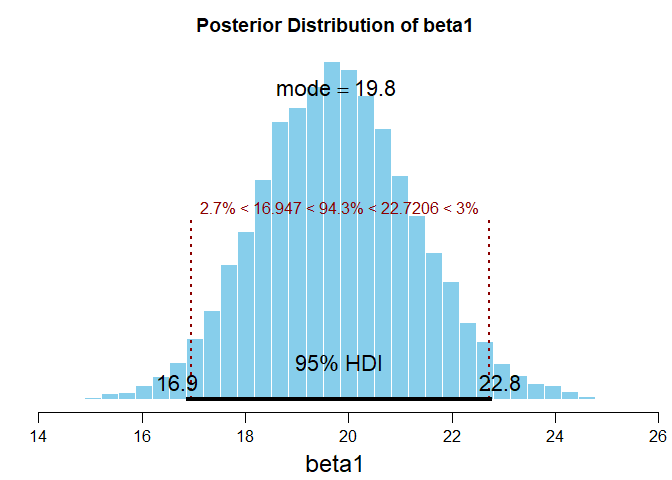 Posterior Distribution of beta1
mode = 19.8
2.7% < 16.947 < 94.3% < 22.7206 < 3%
95% HDI
16.9 22.8
14 16 18 20 22 24 26
beta1